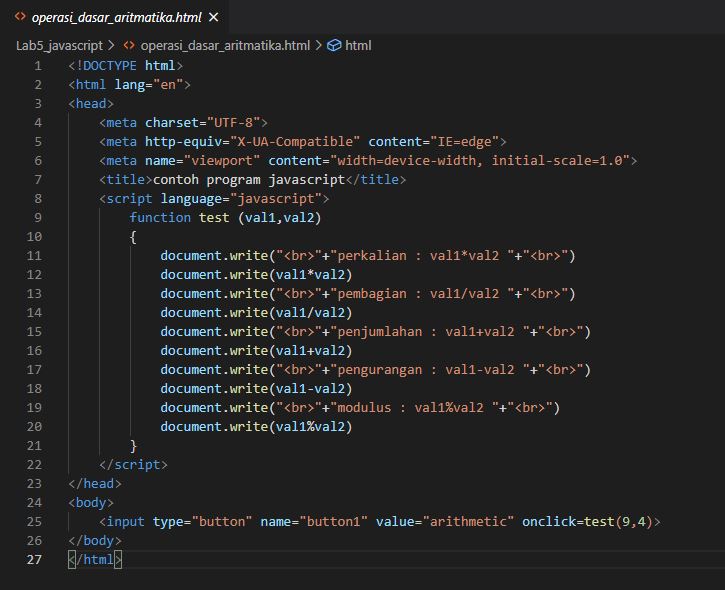 operasi_dasar_aritmatika.html
Lab5_javascript > operasi_dasar_aritmatika.html > html
1 <!DOCTYPE html>
2 <html lang="en">
3 <head>
4     <meta charset="UTF-8">
5     <meta http-equiv="X-UA-Compatible" content="IE=edge">
6     <meta name="viewport" content="width=device-width, initial-scale=1.0">
7     <title>contoh program javascript</title>
8     <script language="javascript">
9         function test (val1,val2)
10         {
11             document.write("<br>"+"perkalian : val1*val2 "+"<br>")
12             document.write(val1*val2)
13             document.write("<br>"+"pembagian : val1/val2 "+"<br>")
14             document.write(val1/val2)
15             document.write("<br>"+"penjumlahan : val1+val2 "+"<br>")
16             document.write(val1+val2)
17             document.write("<br>"+"pengurangan : val1-val2 "+"<br>")
18             document.write(val1-val2)
19             document.write("<br>"+"modulus : val1%val2 "+"<br>")
20             document.write(val1%val2)
21         }
22     </script>
23 </head>
24 <body>
25     <input type="button" name="button1" value="arithmetic" onclick=test(9,4)>
26 </body>
27 </html>